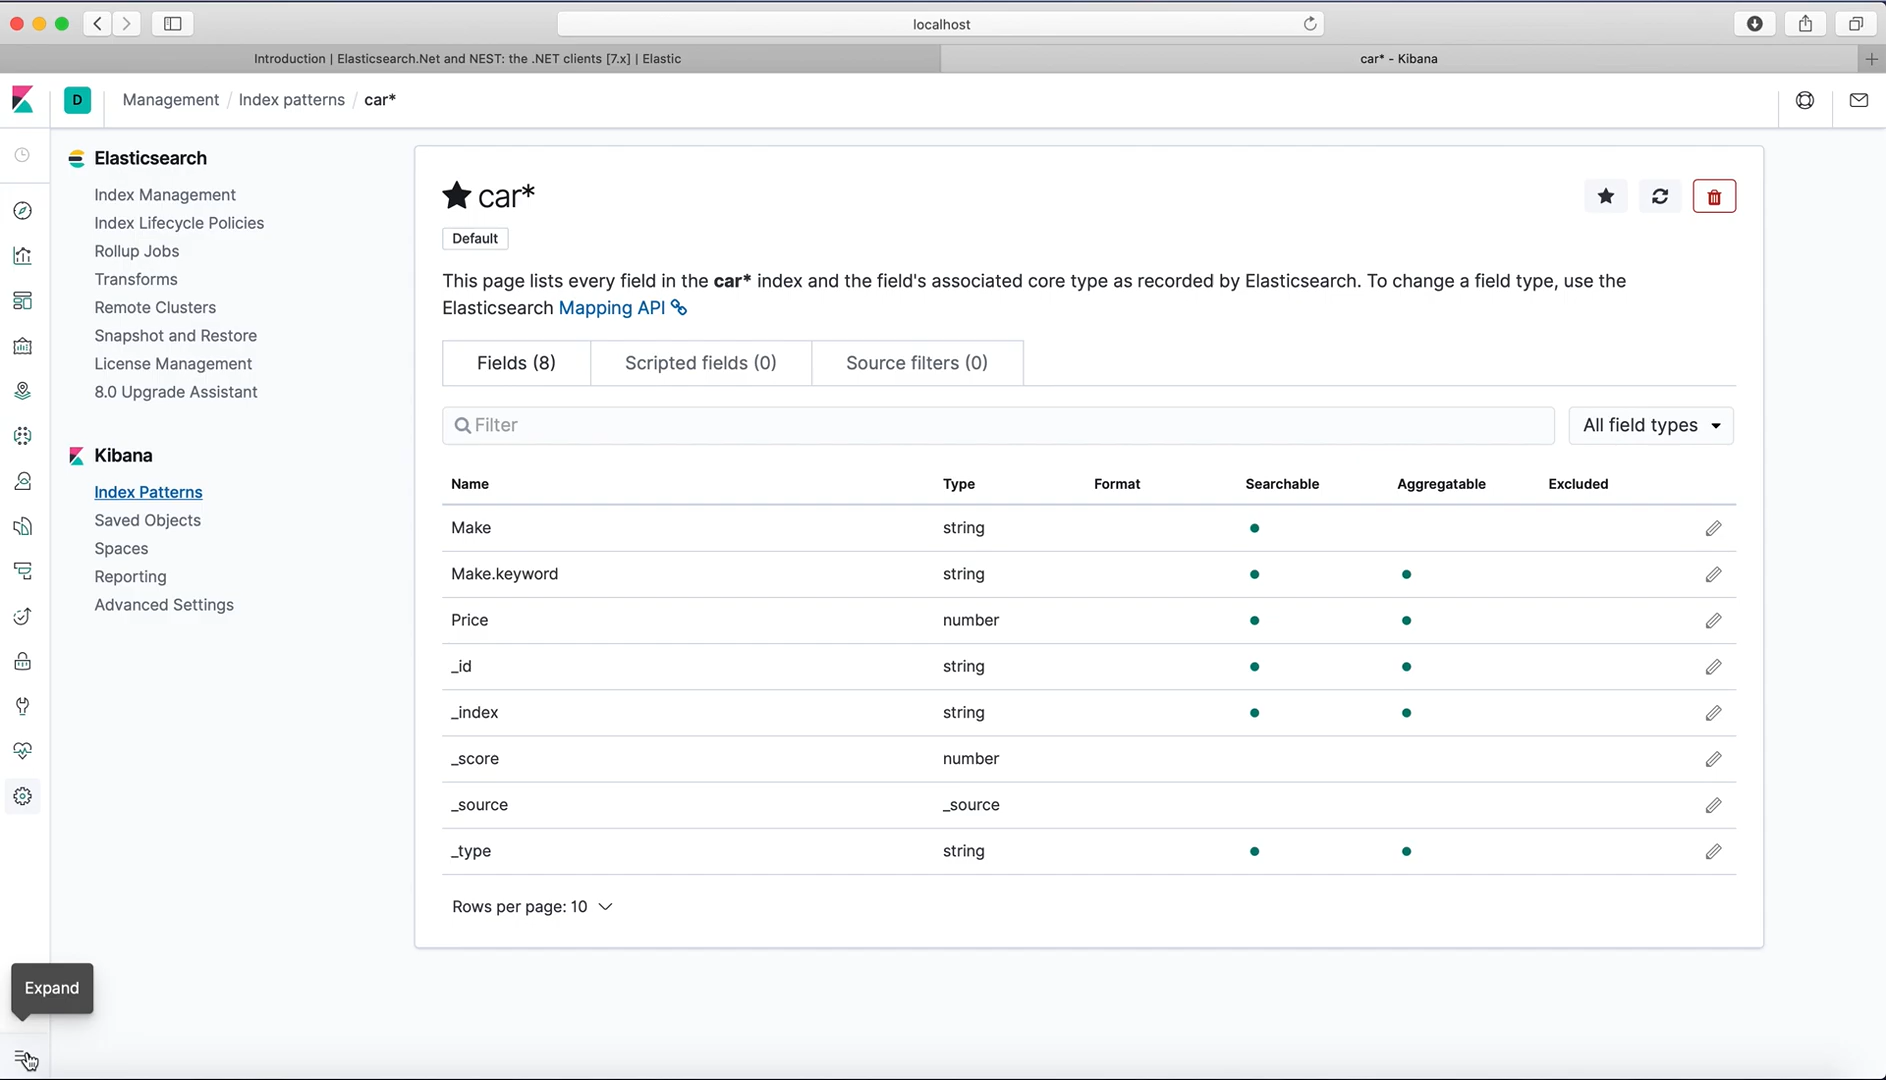 localhost
Introduction | Elasticsearch.Net and NEST: the .NET clients [7.x] | Elastic
car* - Kibana
D
Management / Index patterns / car*
Elasticsearch
Index Management
Index Lifecycle Policies
Rollup Jobs
Transforms
Remote Clusters
Snapshot and Restore
License Management
8.0 Upgrade Assistant
Kibana
Index Patterns
Saved Objects
Spaces
Reporting
Advanced Settings
car*
Default
This page lists every field in the car* index and the field's associated core type as recorded by Elasticsearch. To change a field type, use the
Elasticsearch Mapping API
Fields (8) Scripted fields (0) Source filters (0)
Filter All field types
Name Type Format Searchable Aggregatable Excluded
Make string
Make.keyword string
Price number
_id string
_index string
_score number
_source _source
_type string
Rows per page: 10
Expand